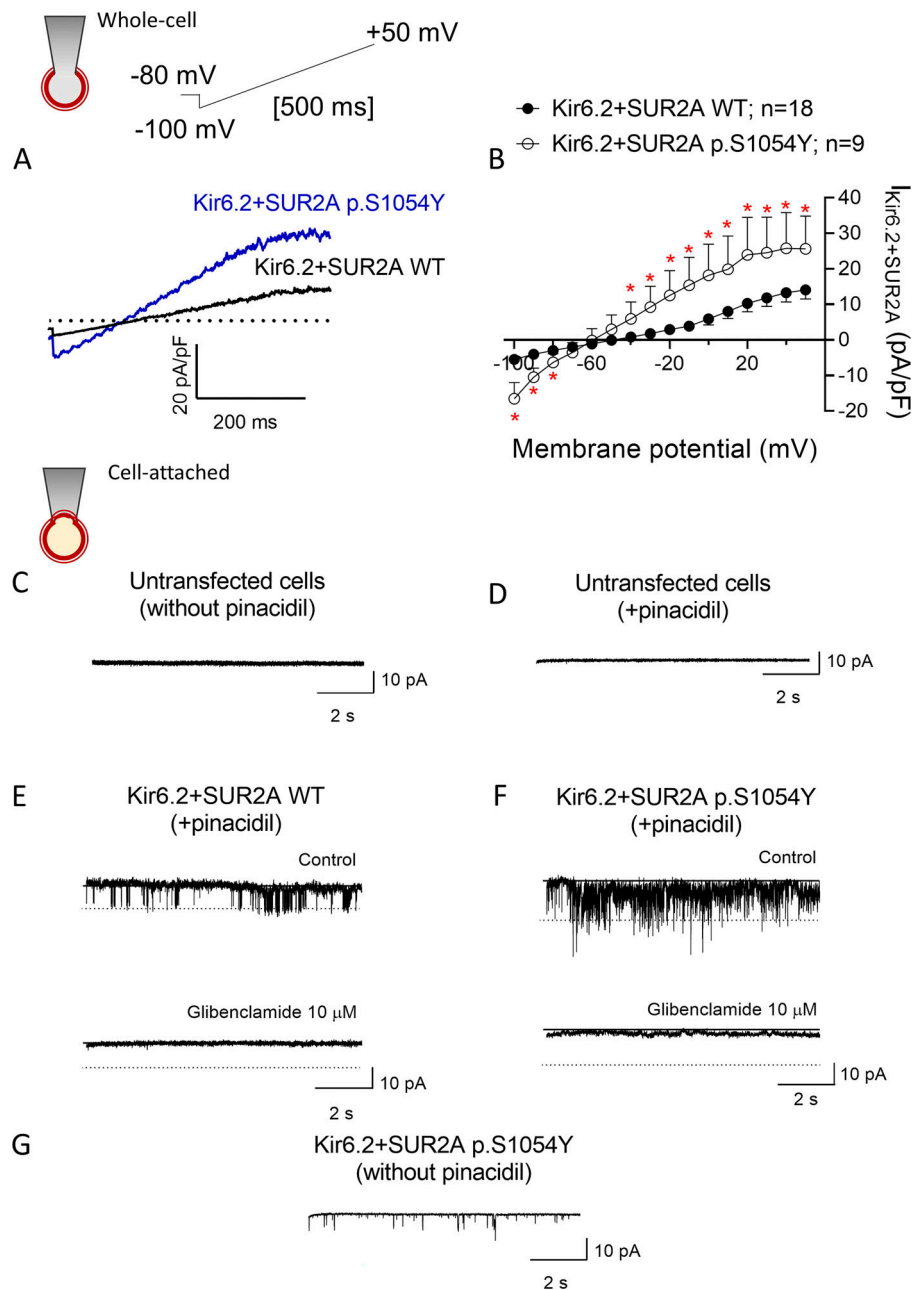 Whole-cell
+50 mV
-80 mV
[500 ms]
-100 mV
Kir6.2+SUR2A WT; n=18
Kir6.2+SUR2A p.S1054Y; n=9
A
Kir6.2+SUR2A p.S1054Y
Kir6.2+SUR2A WT
20 pA/pF
200 ms
B
* * * * * * * * * *
* * *
40
30
20
10
0
-10
-20
-100
-60
-20
20
IKir6.2+SUR2A (pA/pF)
Membrane potential (mV)
Cell-attached
C
Untransfected cells
(without pinacidil)
10 pA
2 s
D
Untransfected cells
(+pinacidil)
10 pA
2 s
E
Kir6.2+SUR2A WT
(+pinacidil)
Control
Glibenclamide 10 μM
10 pA
2 s
F
Kir6.2+SUR2A p.S1054Y
(+pinacidil)
Control
Glibenclamide 10 μM
10 pA
2 s
G
Kir6.2+SUR2A p.S1054Y
(without pinacidil)
10 pA
2 s